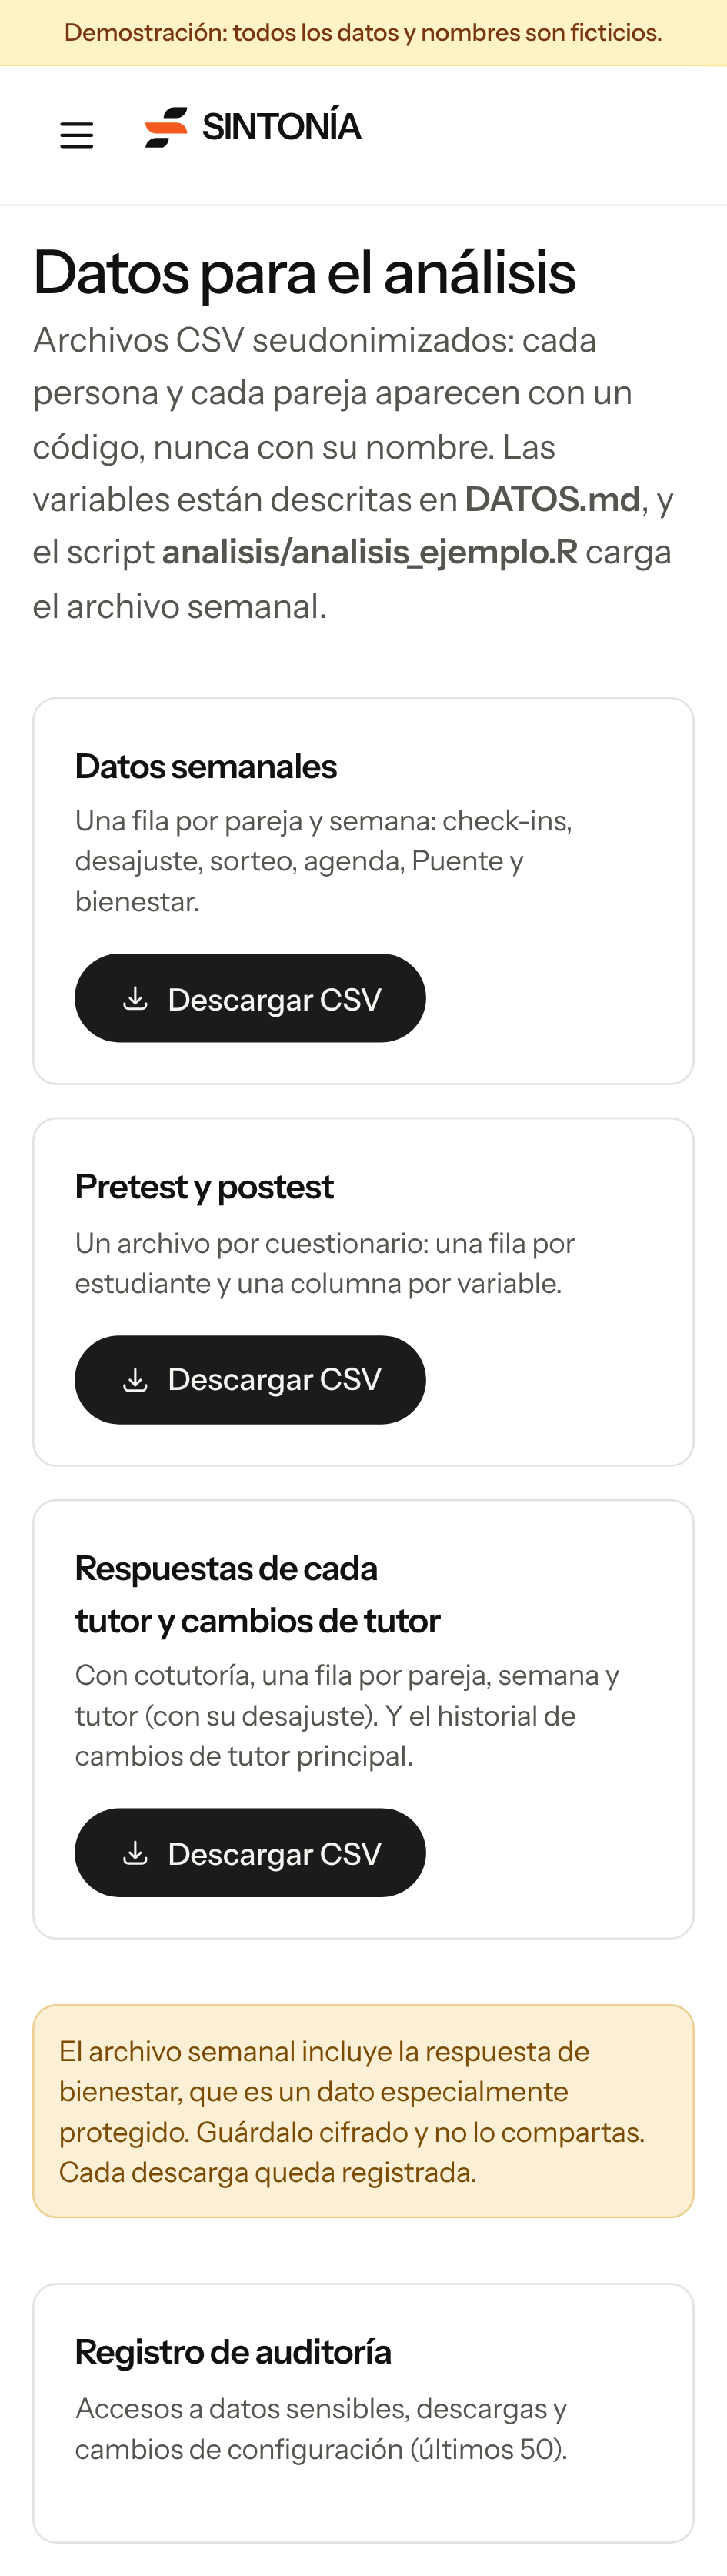 Demostración: todos los datos y nombres son ficticios.
SINTONÍA
Datos para el análisis
Archivos CSV seudonimizados: cada
persona y cada pareja aparecen con un
código, nunca con su nombre. Las
variables están descritas en DATOS.md, y
el script analisis/analisis_ejemplo.R carga
el archivo semanal.
Datos semanales
Una fila por pareja y semana: check-ins,
desajuste, sorteo, agenda, Puente y
bienestar.
Descargar CSV
Pretest y postest
Un archivo por cuestionario: una fila por
estudiante y una columna por variable.
Descargar CSV
Respuestas de cada
tutor y cambios de tutor
Con cotutoría, una fila por pareja, semana y
tutor (con su desajuste). Y el historial de
cambios de tutor principal.
Descargar CSV
El archivo semanal incluye la respuesta de
bienestar, que es un dato especialmente
protegido. Guárdalo cifrado y no lo compartas.
Cada descarga queda registrada.
Registro de auditoría
Accesos a datos sensibles, descargas y
cambios de configuración (últimos 50).